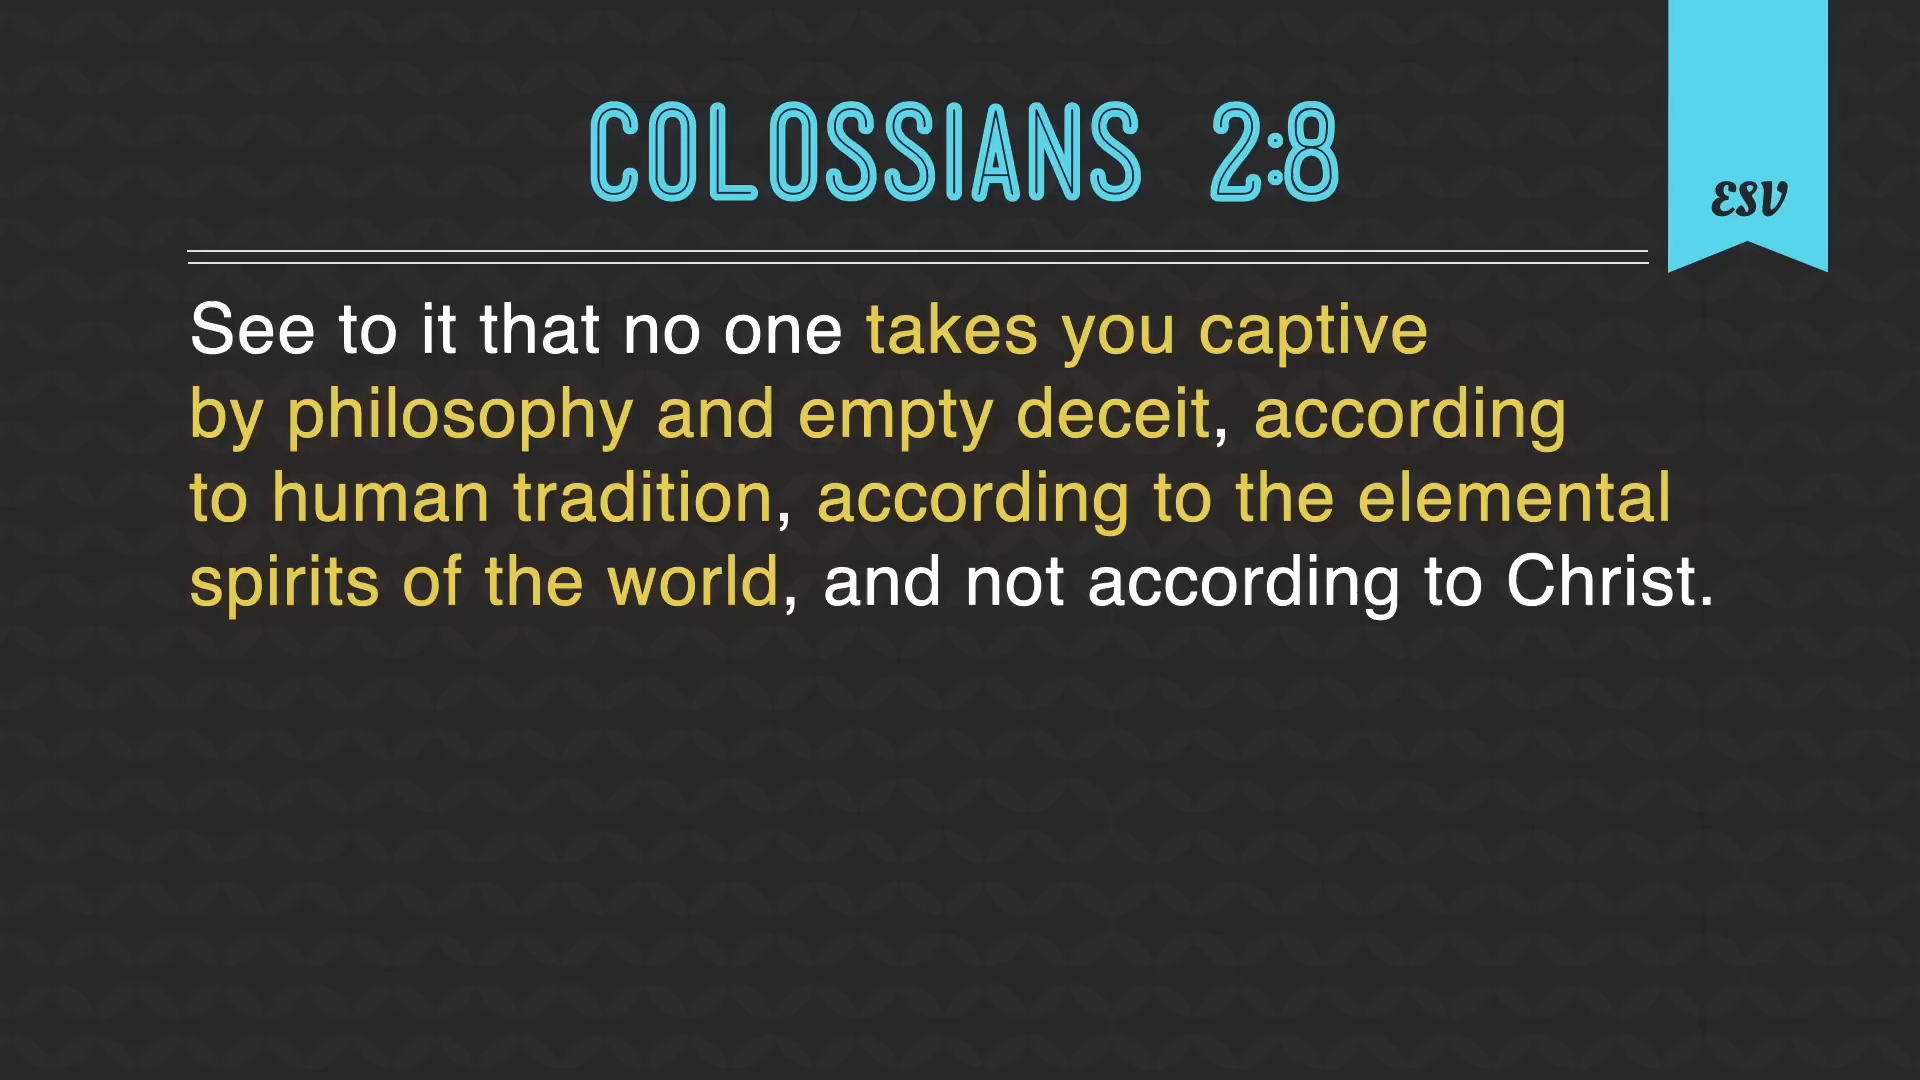 COLOSSIANS 2:8
ESV
See to it that no one takes you captive
by philosophy and empty deceit, according
to human tradition, according to the elemental
spirits of the world, and not according to Christ.